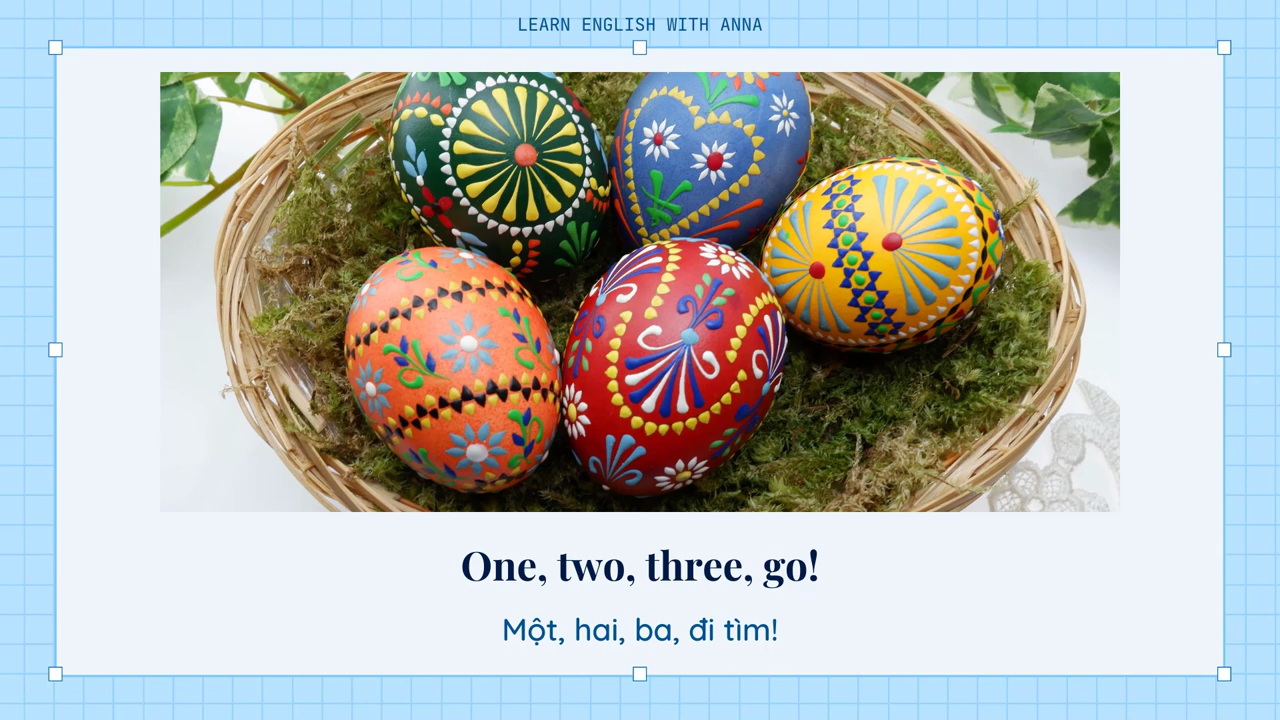 LEARN ENGLISH WITH ANNA
One, two, three, go!
Một, hai, ba, đi tìm!